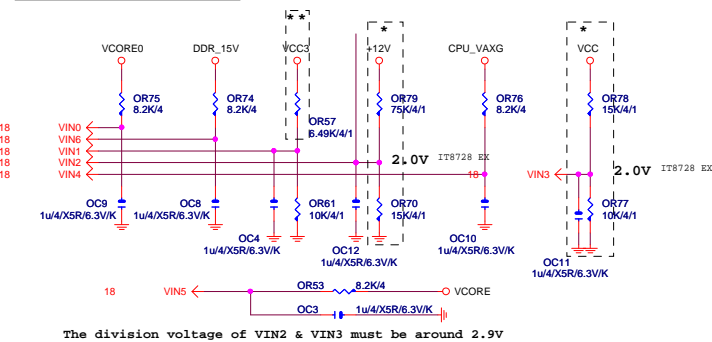 ** * *
VCORE0 DDR_15V VCC3 +12V CPU_VAXG VCC
OR75 8.2K/4
OR74 8.2K/4
OR57 6.49K/4/1
OR79 75K/4/1
OR76 8.2K/4
OR78 15K/4/1
18 VIN0
18 VIN6
18 VIN1
18 VIN2
18 VIN4
2.0V IT8728 EX
18 VIN3
2.0V IT8728 EX
OC9 1u/4/X5R/6.3V/K
OC8 1u/4/X5R/6.3V/K
OC4 1u/4/X5R/6.3V/K
OR61 10K/4/1
OC12 1u/4/X5R/6.3V/K
OR70 15K/4/1
OC10 1u/4/X5R/6.3V/K
OC11 1u/4/X5R/6.3V/K
OR77 10K/4/1
18 VIN5
OR53 8.2K/4
VCORE
OC3 1u/4/X5R/6.3V/K
The division voltage of VIN2 & VIN3 must be around 2.9V